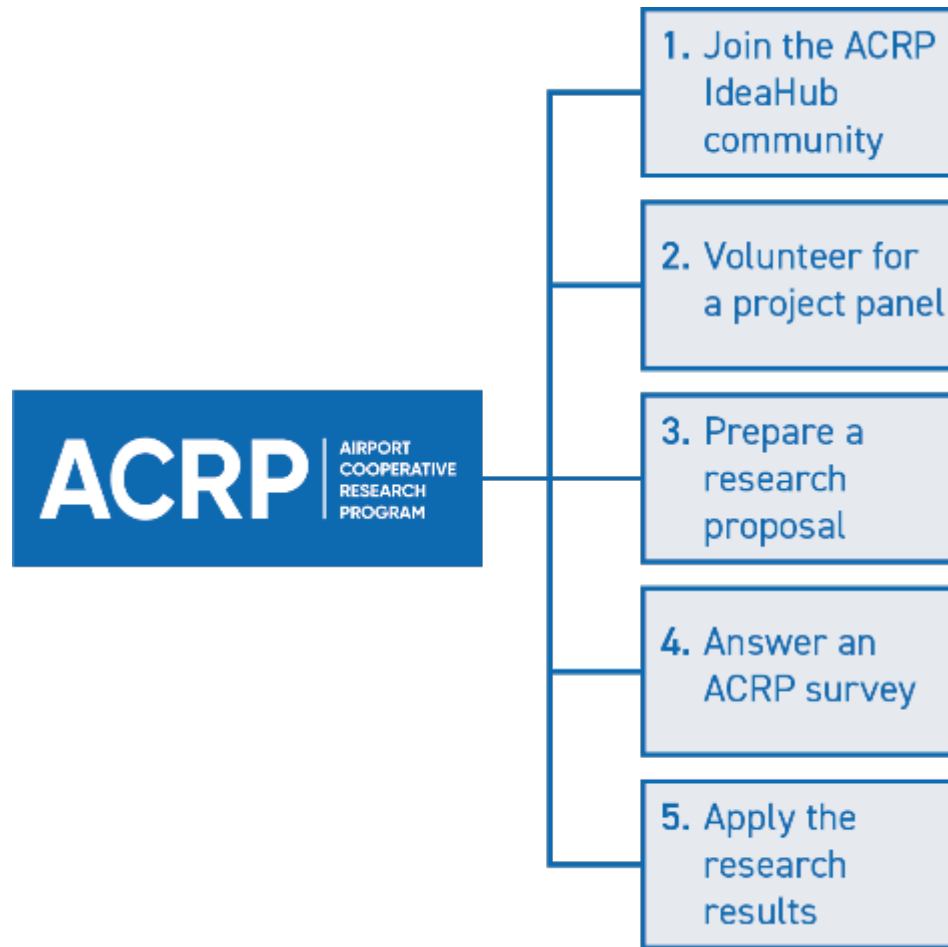 ACRP
AIRPORT
COOPERATIVE
RESEARCH
PROGRAM
1. Join the ACRP
IdeaHub
community
2. Volunteer for
a project panel
3. Prepare a
research
proposal
4. Answer an
ACRP survey
5. Apply the
research
results